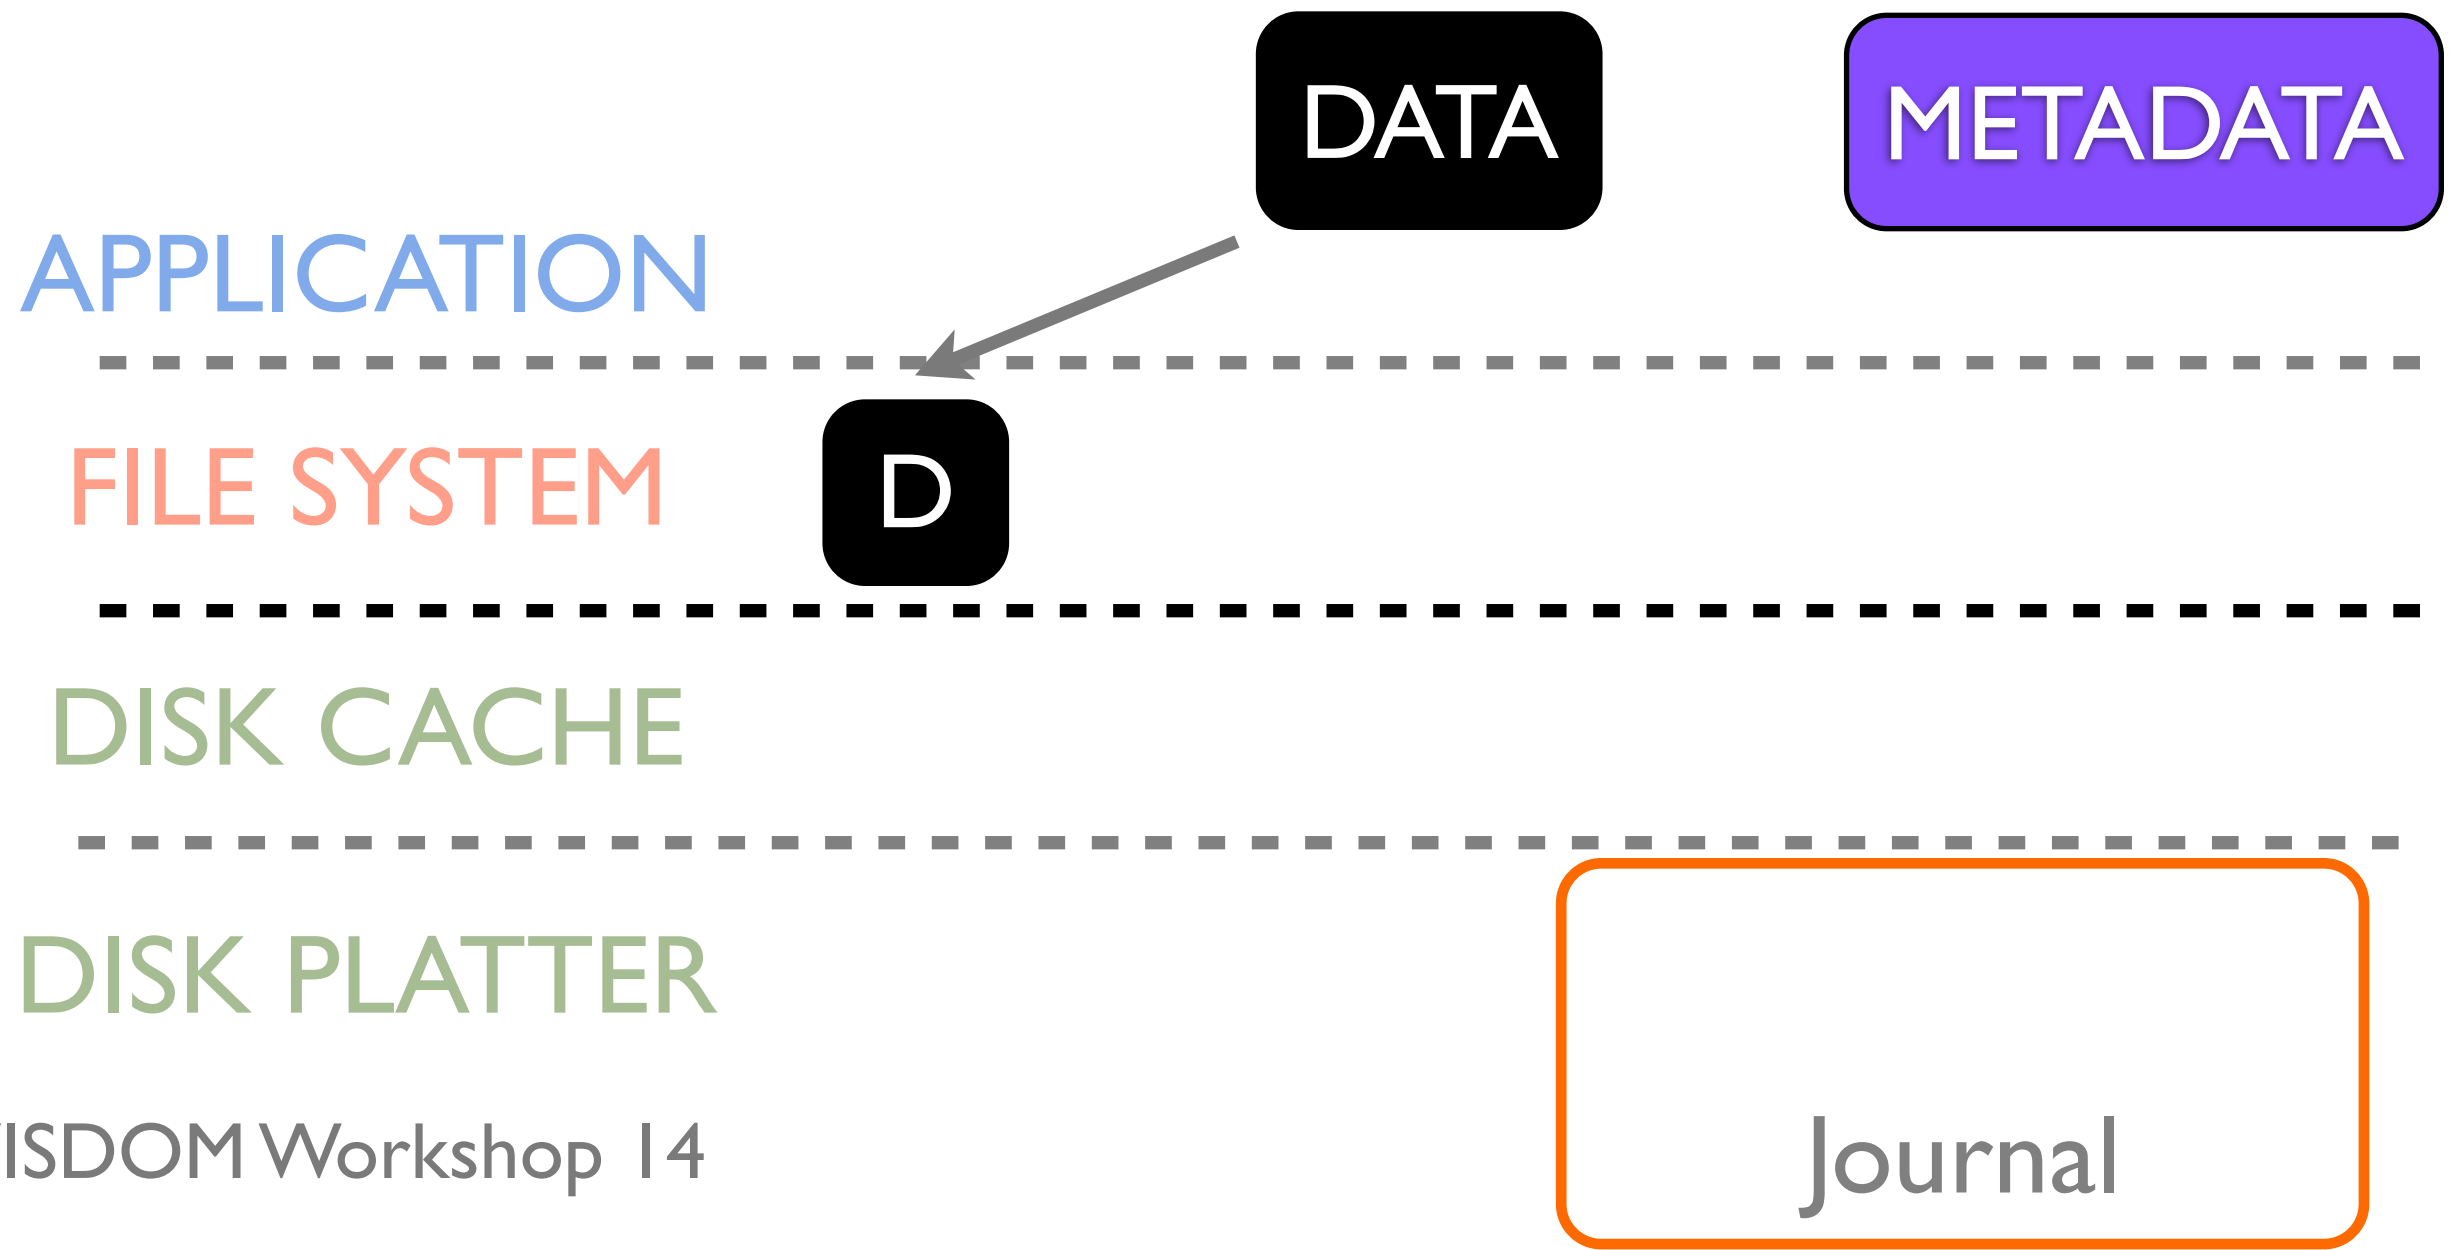 DATA METADATA
APPLICATION
FILE SYSTEM D
DISK CACHE
DISK PLATTER
ISDOM Workshop 14
Journal